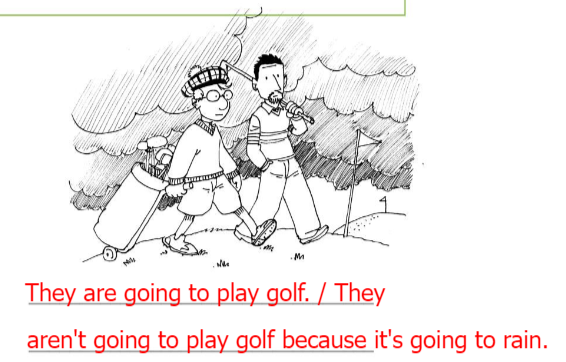 They are going to play golf. / They
aren't going to play golf because it's going to rain.